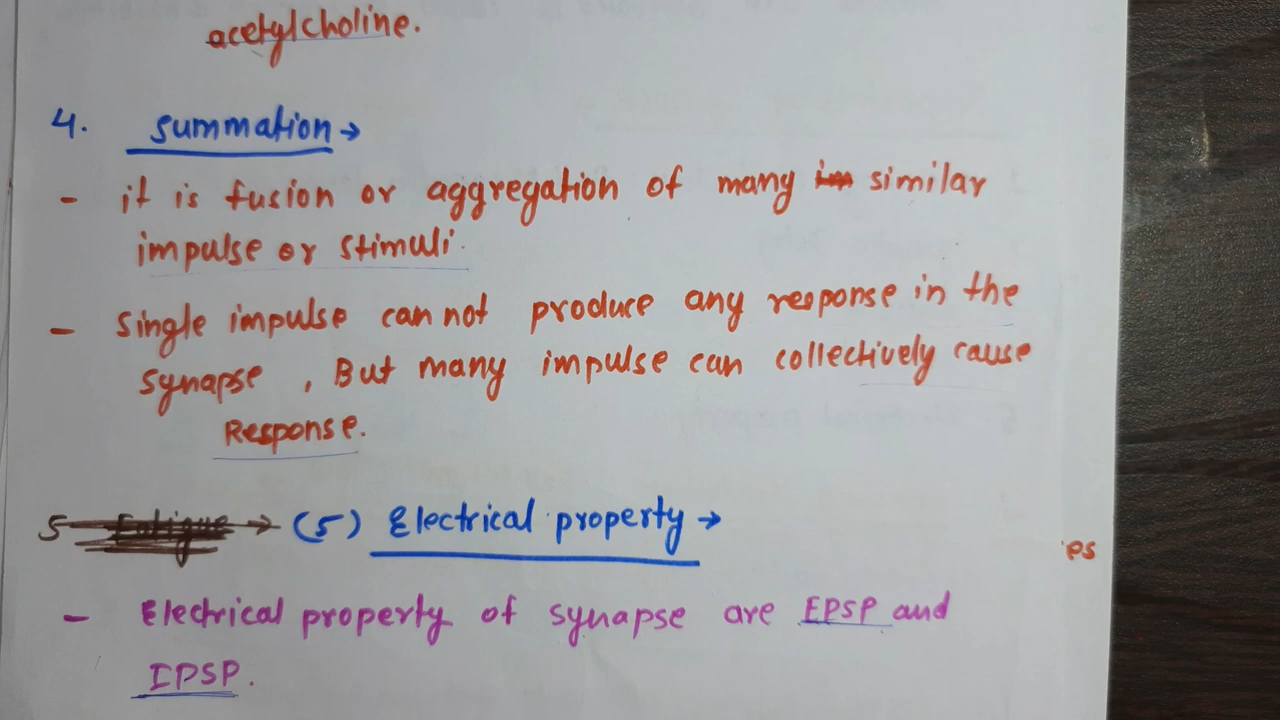 acetylcholine.
4. summation →
- it is fusion or aggregation of many similar
impulse or stimuli.
- single impulse can not produce any response in the
synapse , But many impulse can collectively cause
Response.
5 Fatigue → (5) Electrical property →
es
- Electrical property of synapse are EPSP and
IPSP.